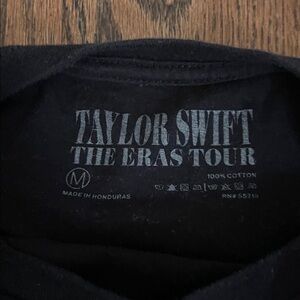 TAYLOR SWIFT
THE ERAS TOUR
100% COTTON
M
MADE IN HONDURAS